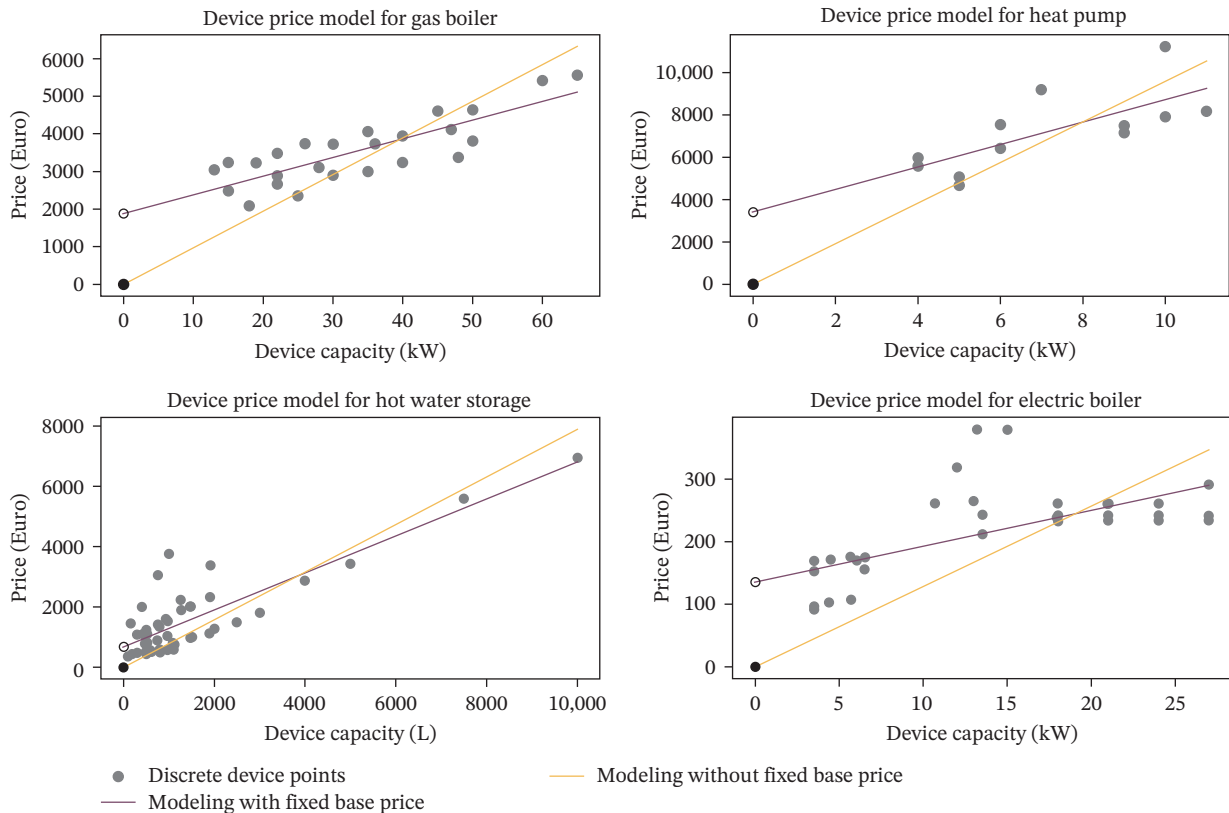 Device price model for gas boiler
Price (Euro)
6000
5000
4000
3000
2000
1000
0
0 10 20 30 40 50 60
Device capacity (kW)
Device price model for heat pump
Price (Euro)
10,000
8000
6000
4000
2000
0
0 2 4 6 8 10
Device capacity (kW)
Device price model for hot water storage
Price (Euro)
8000
6000
4000
2000
0
0 2000 4000 6000 8000 10,000
Device capacity (L)
Device price model for electric boiler
Price (Euro)
300
200
100
0
0 5 10 15 20 25
Device capacity (kW)
Discrete device points
Modeling with fixed base price
Modeling without fixed base price